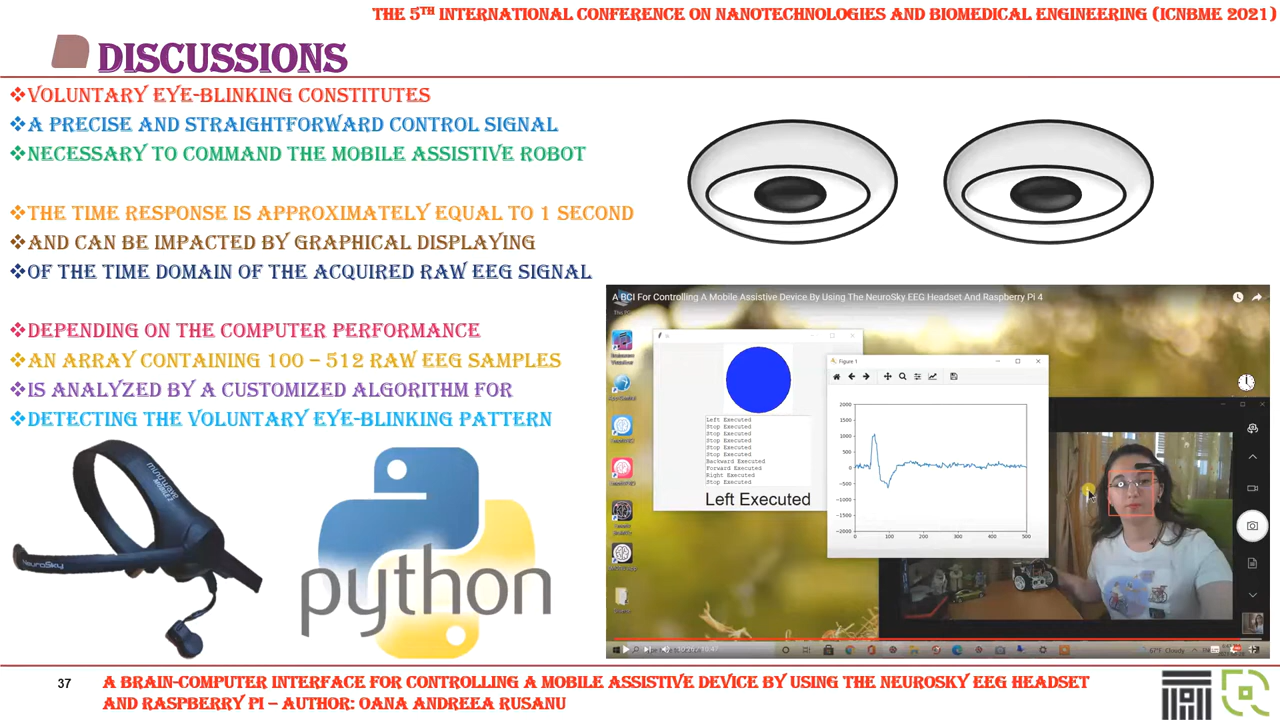 THE 5TH INTERNATIONAL CONFERENCE ON NANOTECHNOLOGIES AND BIOMEDICAL ENGINEERING (ICNBME 2021)
DISCUSSIONS
❖VOLUNTARY EYE-BLINKING CONSTITUTES
❖A PRECISE AND STRAIGHTFORWARD CONTROL SIGNAL
❖NECESSARY TO COMMAND THE MOBILE ASSISTIVE ROBOT
❖THE TIME RESPONSE IS APPROXIMATELY EQUAL TO 1 SECOND
❖AND CAN BE IMPACTED BY GRAPHICAL DISPLAYING
❖OF THE TIME DOMAIN OF THE ACQUIRED RAW EEG SIGNAL
❖DEPENDING ON THE COMPUTER PERFORMANCE
❖AN ARRAY CONTAINING 100 – 512 RAW EEG SAMPLES
❖IS ANALYZED BY A CUSTOMIZED ALGORITHM FOR
❖DETECTING THE VOLUNTARY EYE-BLINKING PATTERN
NeuroSky
mindwave
MOBILE 2
python
A BCI For Controlling A Mobile Assistive Device By Using The NeuroSky EEG Headset And Raspberry Pi 4
Left Executed
Stop Executed
Stop Executed
Stop Executed
Stop Executed
Stop Executed
Backward Executed
Forward Executed
Right Executed
Stop Executed
Left Executed
Figure 1
2000
1500
1000
500
0
−500
−1000
−1500
−2000
0
100
200
300
400
500
67°F Cloudy
37
A BRAIN-COMPUTER INTERFACE FOR CONTROLLING A MOBILE ASSISTIVE DEVICE BY USING THE NEUROSKY EEG HEADSET
AND RASPBERRY PI – AUTHOR: OANA ANDREEA RUSANU